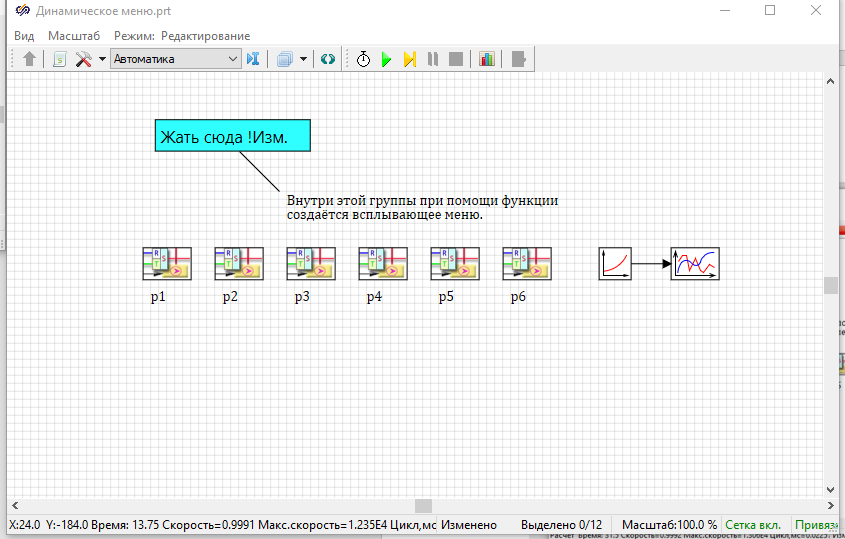 Динамическое меню.prt
Вид Масштаб Режим: Редактирование
Автоматика
Жать сюда !Изм.
Внутри этой группы при помощи функции
создаётся всплывающее меню.
R S T R S T R S T R S T R S T R S T
p1 p2 p3 p4 p5 p6
X:24.0 Y:-184.0 Время: 13.75 Скорость=0.9991 Макс.скорость=1.235E4 Цикл,мс Изменено Выделено 0/12 Масштаб:100.0 % Сетка вкл. Привязк